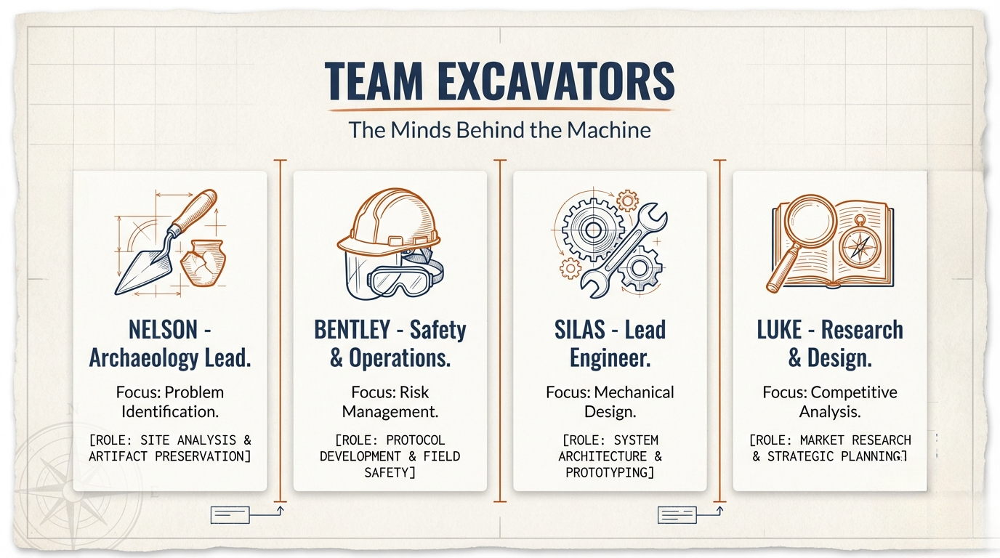 TEAM EXCAVATORS
The Minds Behind the Machine
NELSON -
Archaeology Lead.
Focus: Problem
Identification.
[ROLE: SITE ANALYSIS &
ARTIFACT PRESERVATION]
BENTLEY - Safety
& Operations.
Focus: Risk
Management.
[ROLE: PROTOCOL
DEVELOPMENT & FIELD
SAFETY]
SILAS - Lead
Engineer.
Focus: Mechanical
Design.
[ROLE: SYSTEM
ARCHITECTURE &
PROTOTYPING]
LUKE - Research
& Design.
Focus: Competitive
Analysis.
[ROLE: MARKET RESEARCH
& STRATEGIC PLANNING]
N
E